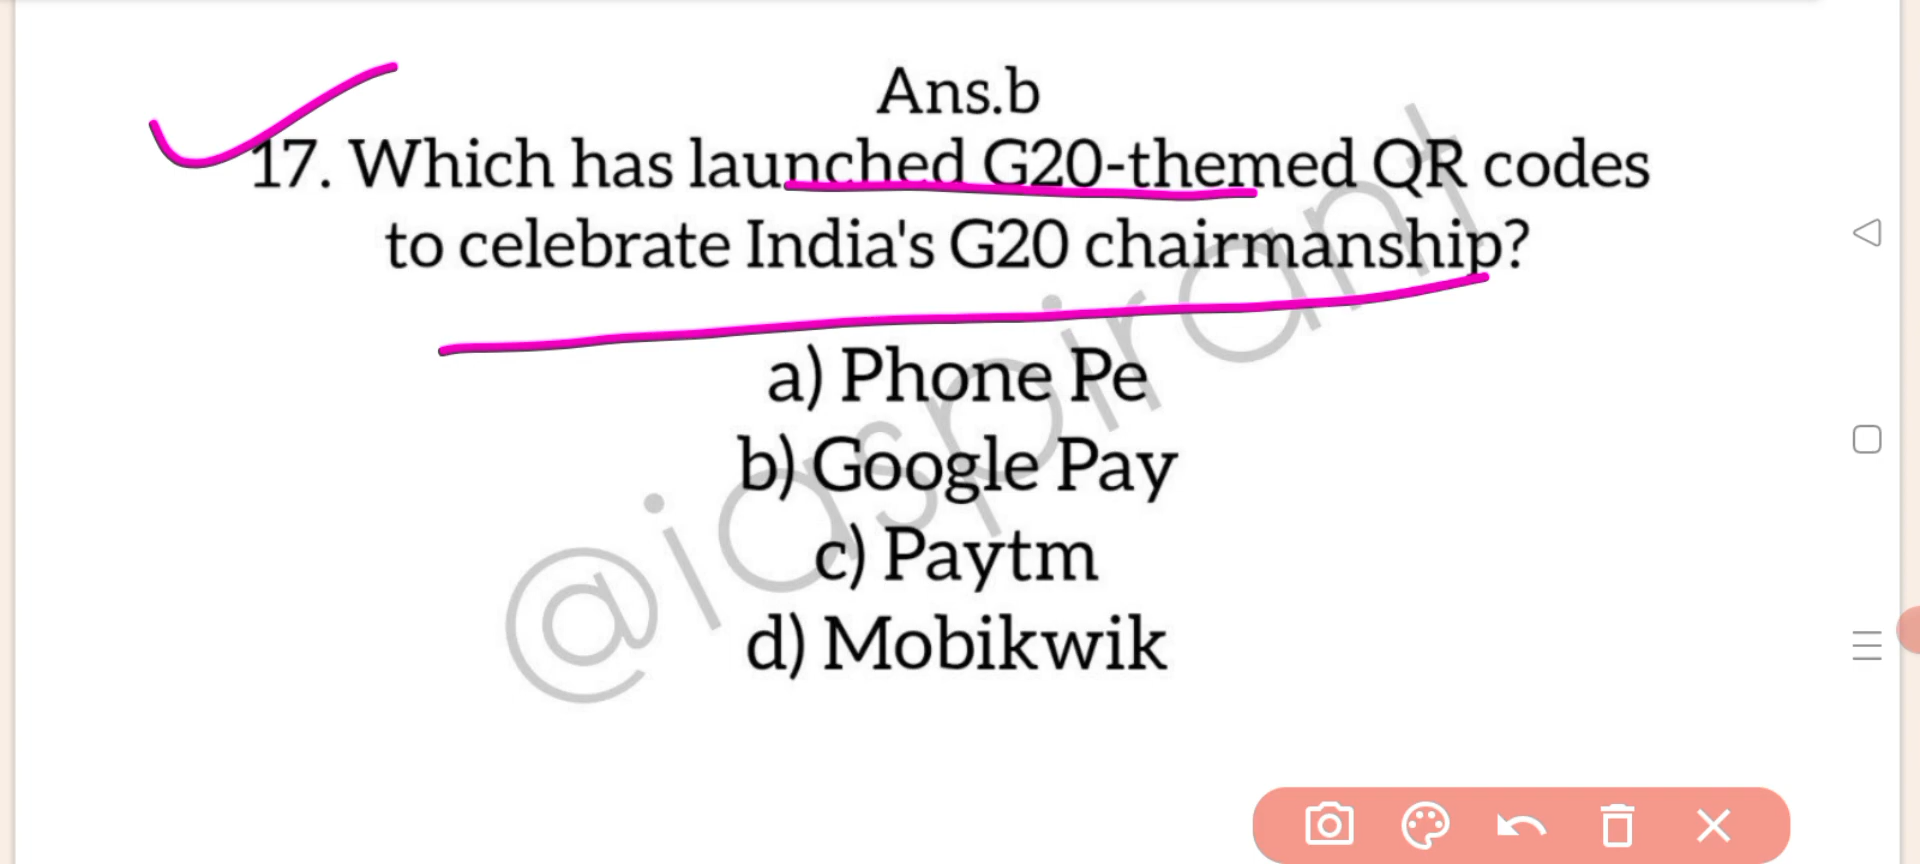 Ans.b
17. Which has launched G20-themed QR codes
to celebrate India's G20 chairmanship?
a) Phone Pe
b) Google Pay
c) Paytm
d) Mobikwik
@iaspirant